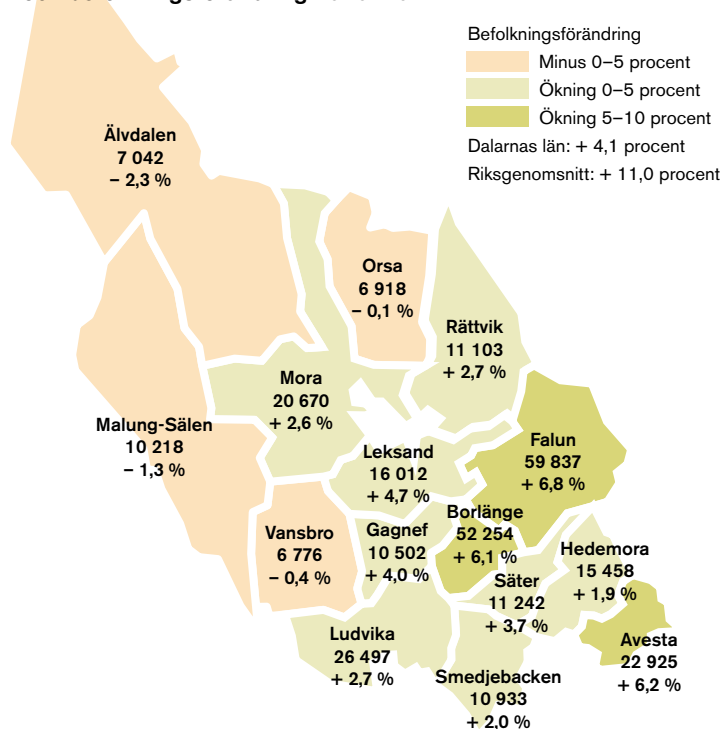 Befolkningsförändring
Minus 0–5 procent
Ökning 0–5 procent
Ökning 5–10 procent
Dalarnas län: + 4,1 procent
Riksgenomsnitt: + 11,0 procent
Älvdalen
7 042
– 2,3 %
Orsa
6 918
– 0,1 %
Rättvik
11 103
+ 2,7 %
Mora
20 670
+ 2,6 %
Malung-Sälen
10 218
– 1,3 %
Leksand
16 012
+ 4,7 %
Falun
59 837
+ 6,8 %
Vansbro
6 776
– 0,4 %
Gagnef
10 502
+ 4,0 %
Borlänge
52 254
+ 6,1 %
Hedemora
15 458
+ 1,9 %
Säter
11 242
+ 3,7 %
Avesta
22 925
+ 6,2 %
Ludvika
26 497
+ 2,7 %
Smedjebacken
10 933
+ 2,0 %